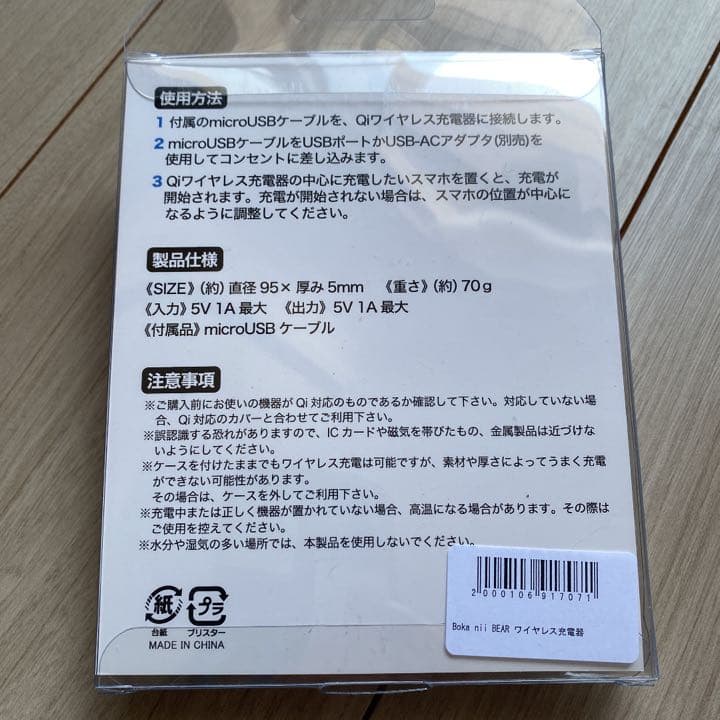 使用方法
1 付属のmicroUSBケーブルを、Qiワイヤレス充電器に接続します。
2 microUSBケーブルをUSBポートかUSB-ACアダプタ(別売)を
使用してコンセントに差し込みます。
3 Qiワイヤレス充電器の中心に充電したいスマホを置くと、充電が
開始されます。充電が開始されない場合は、スマホの位置が中心に
なるように調整してください。
製品仕様
《SIZE》(約) 直径 95× 厚み 5mm 《重さ》(約) 70g
《入力》5V 1A 最大 《出力》5V 1A 最大
《付属品》microUSB ケーブル
注意事項
※ご購入前にお使いの機器が Qi 対応のものであるか確認して下さい。対応していない場
合、Qi 対応のカバーと合わせてご利用下さい。
※誤認識する恐れがありますので、IC カードや磁気を帯びたもの、金属製品は近づけな
いようにしてください。
※ケースを付けたままでもワイヤレス充電は可能ですが、素材や厚さによってうまく充電
ができない可能性があります。
その場合は、ケースを外してご利用下さい。
※充電中または正しく機器が置かれていない場合、高温になる場合があります。その際は
ご使用を控えてください。
※水分や湿気の多い場所では、本製品を使用しないでください。
紙 プラ
台紙 ブリスター
MADE IN CHINA
2000106917071
Boka nii BEAR ワイヤレス充電器